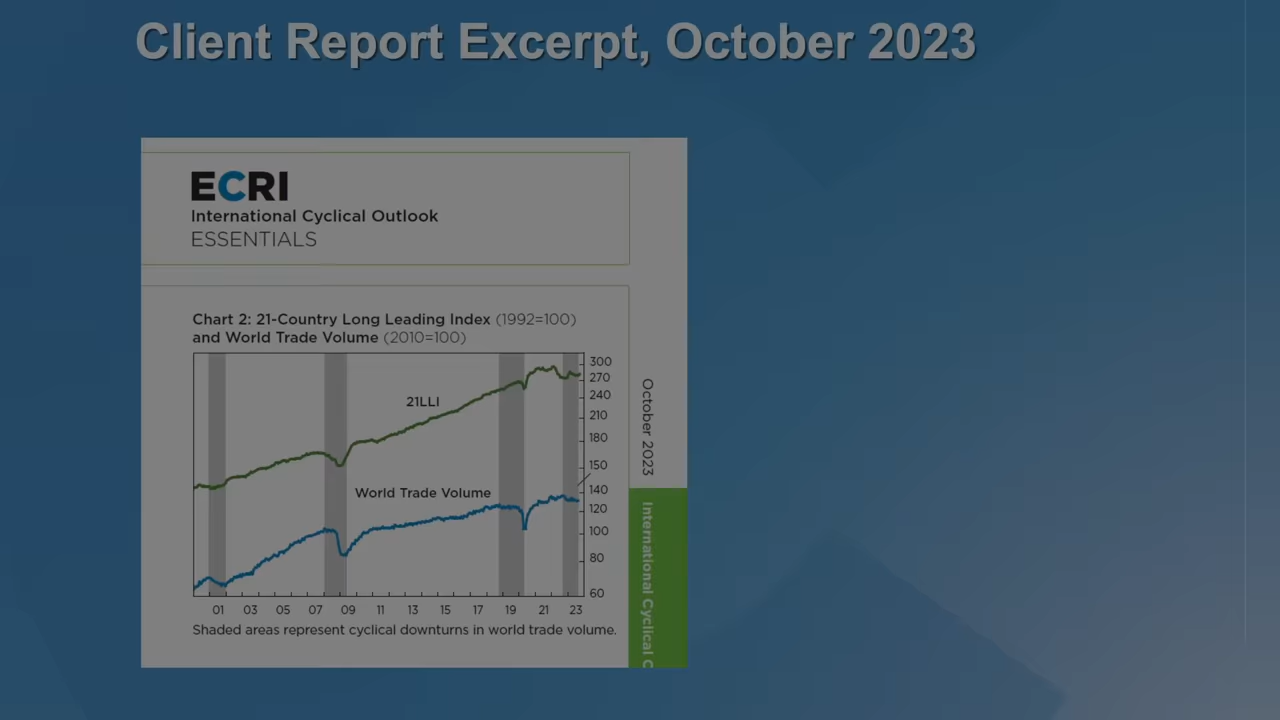 Client Report Excerpt, October 2023
ECRI
International Cyclical Outlook
ESSENTIALS
Chart 2: 21-Country Long Leading Index (1992=100)
and World Trade Volume (2010=100)
300
270
240
210
180
150
140
120
100
80
60
21LLI
World Trade Volume
01 03 05 07 09 11 13 15 17 19 21 23
Shaded areas represent cyclical downturns in world trade volume.
October 2023
International Cyclical C